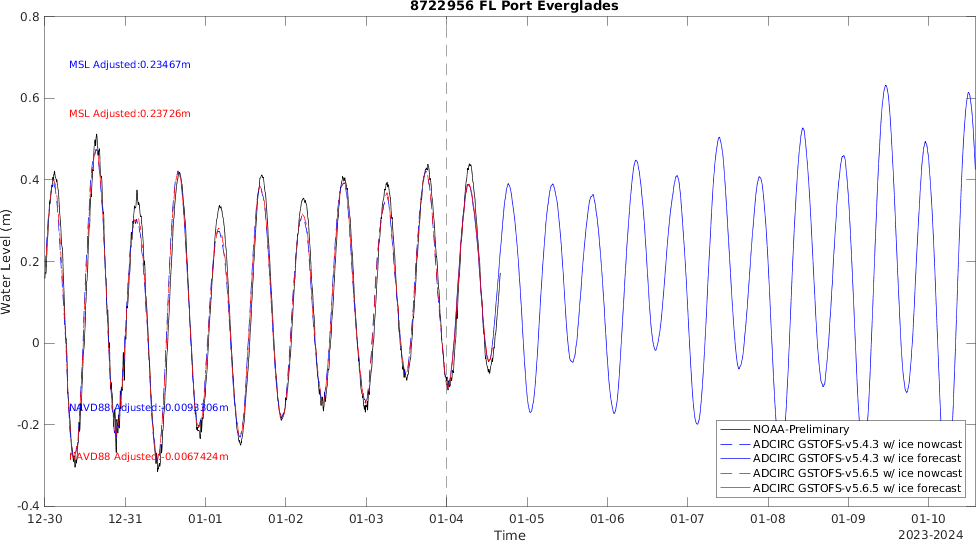 8722956 FL Port Everglades
0.8
0.6
0.4
0.2
0
-0.2
-0.4
Water Level (m)
MSL Adjusted:0.23467m
MSL Adjusted:0.23726m
NAVD88 Adjusted:-0.0093306m
NAVD88 Adjusted:-0.0067424m
NOAA-Preliminary
ADCIRC GSTOFS-v5.4.3 w/ ice nowcast
ADCIRC GSTOFS-v5.4.3 w/ ice forecast
ADCIRC GSTOFS-v5.6.5 w/ ice nowcast
ADCIRC GSTOFS-v5.6.5 w/ ice forecast
12-30 12-31 01-01 01-02 01-03 01-04 01-05 01-06 01-07 01-08 01-09 01-10
2023-2024
Time